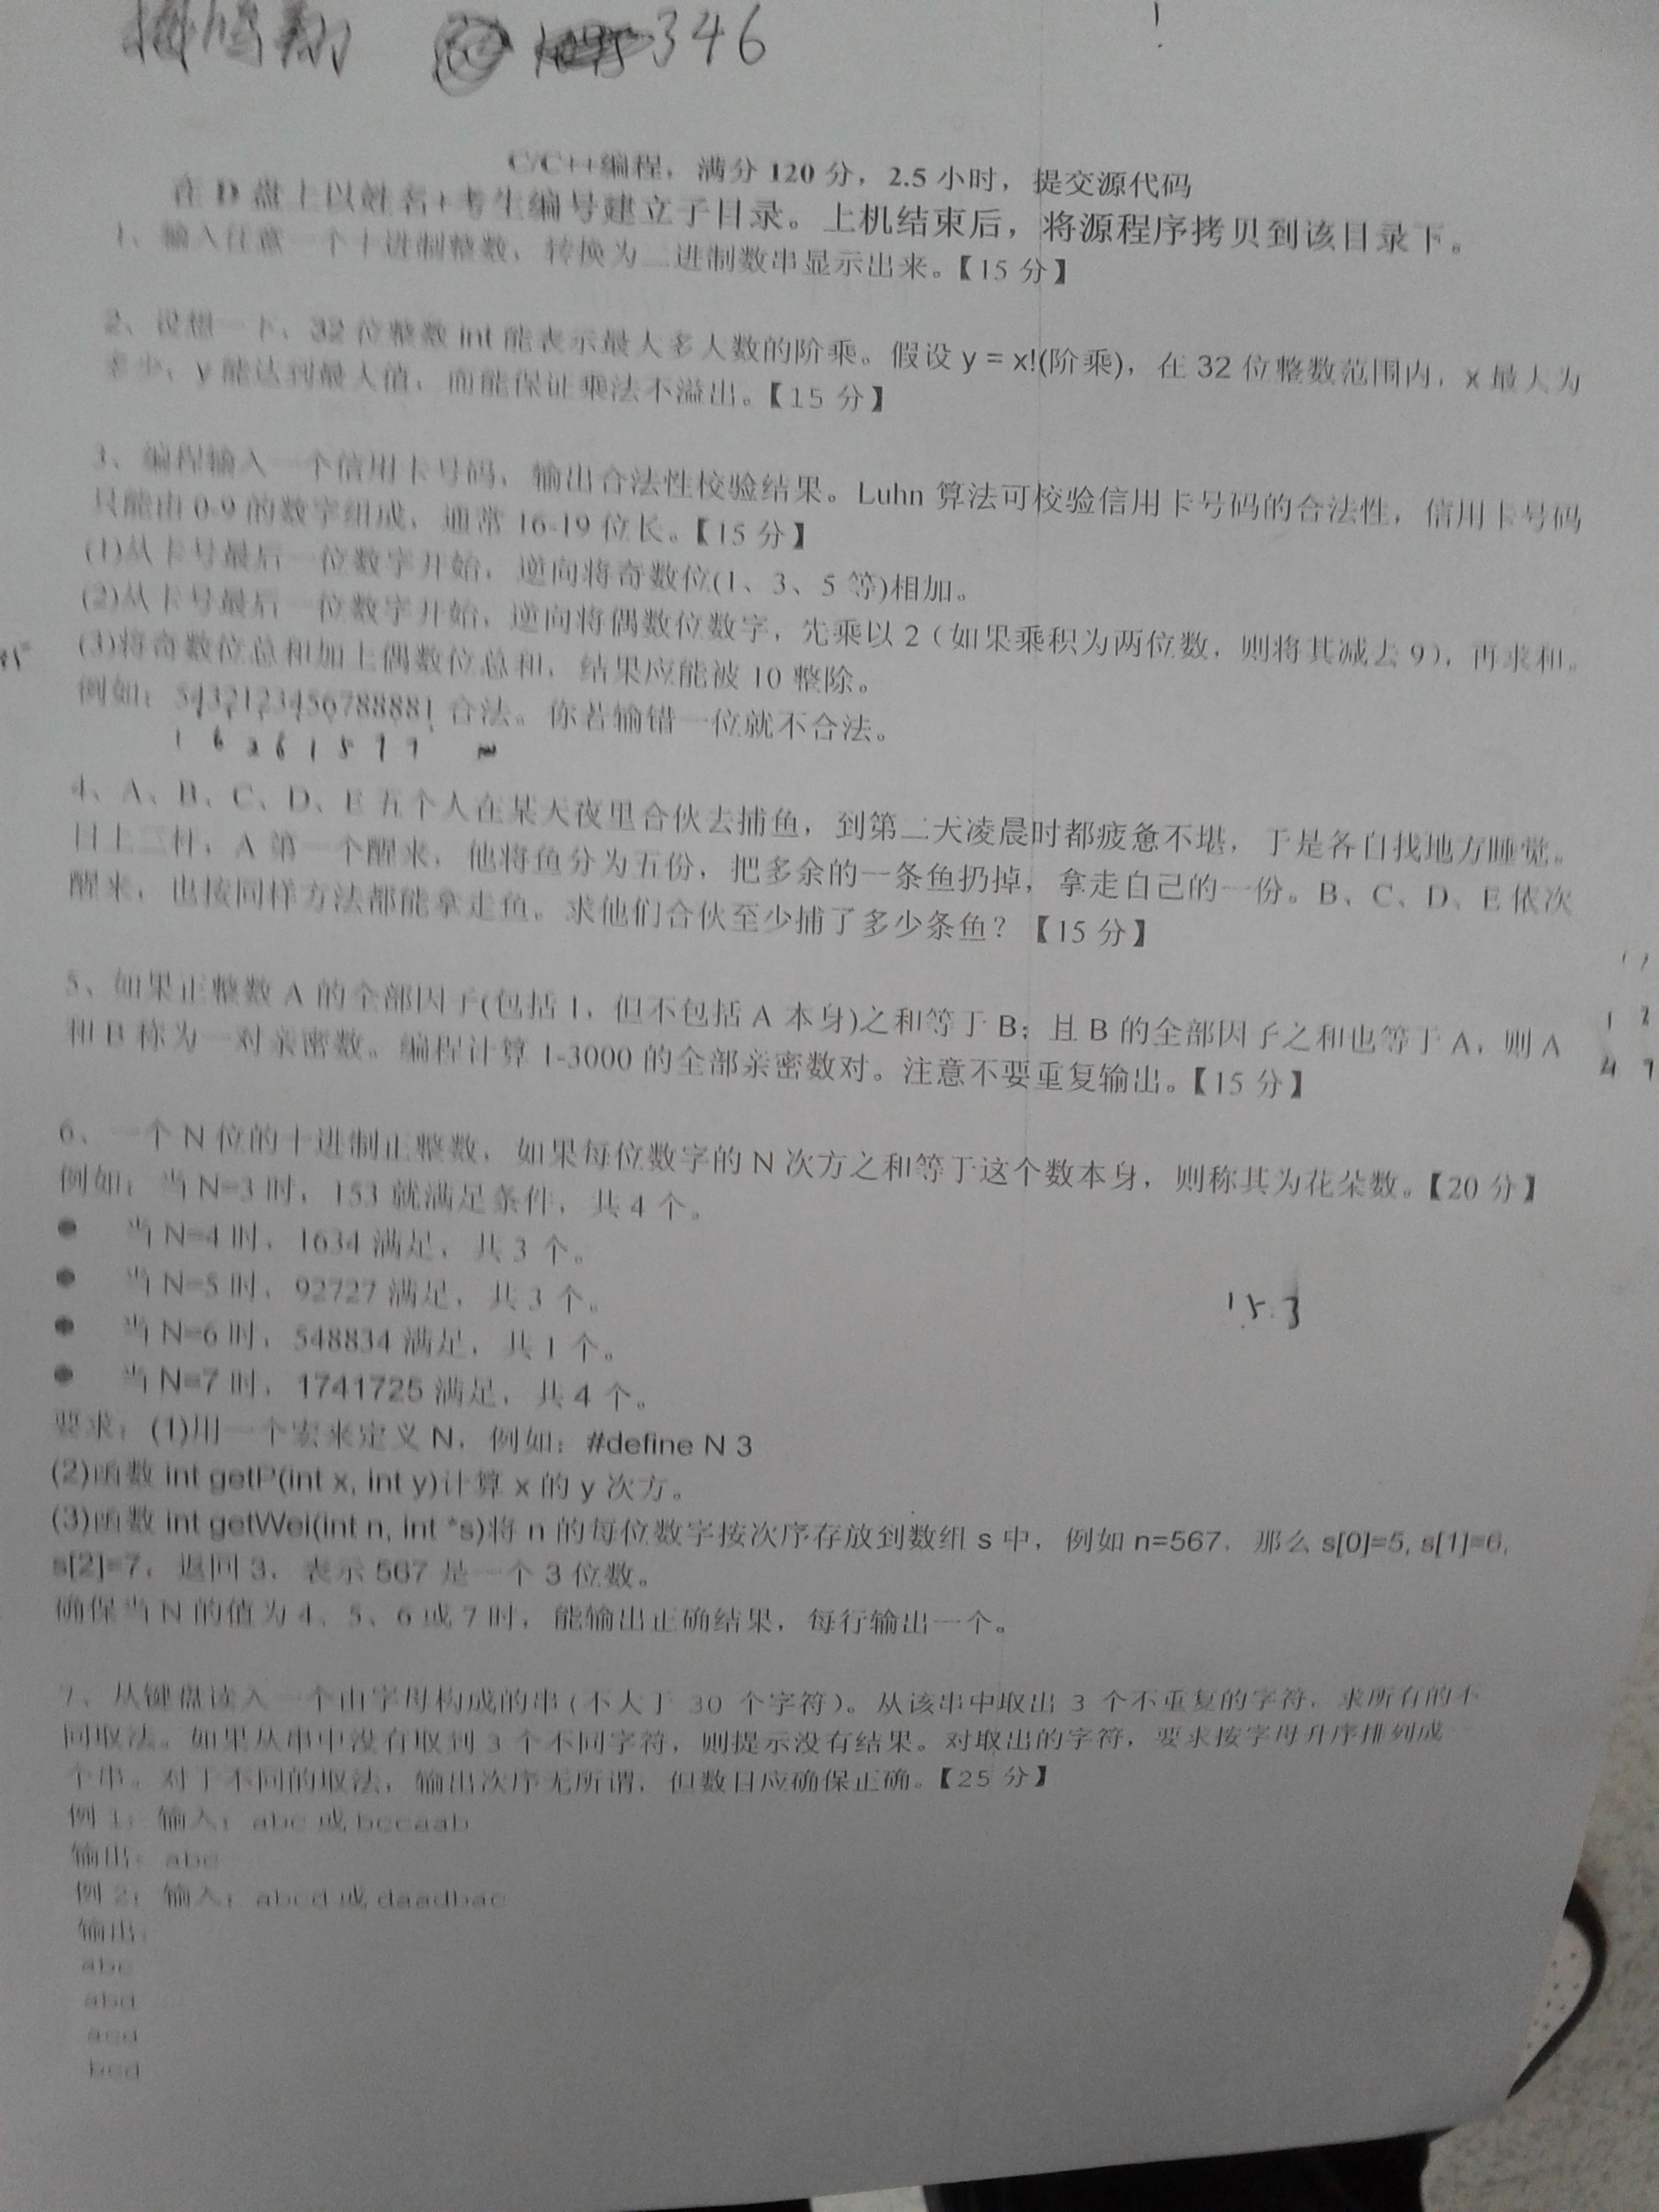 346
C/C++编程，满分 120 分，2.5 小时，提交源代码
在 D 盘上以姓名+考生编号建立子目录。上机结束后，将源程序拷贝到该目录下。
1、输入任意一个十进制整数，转换为二进制数串显示出来。【15 分】
2、设想一下，32 位整数 int 能表示最大多大数的阶乘。假设 y = x!(阶乘)，在 32 位整数范围内，x 最大为
多少，y 能达到最大值，而能保证乘法不溢出。【15 分】
3、编程输入一个信用卡号码，输出合法性校验结果。Luhn 算法可校验信用卡号码的合法性，信用卡号码
只能由 0-9 的数字组成，通常 16-19 位长。【15 分】
(1)从卡号最后一位数字开始，逆向将奇数位(1、3、5 等)相加。
(2)从卡号最后一位数字开始，逆向将偶数位数字，先乘以 2（如果乘积为两位数，则将其减去 9），再求和。
(3)将奇数位总和加上偶数位总和，结果应能被 10 整除。
例如：5432123456788881 合法。你若输错一位就不合法。
4、A、B、C、D、E 五个人在某天夜里合伙去捕鱼，到第二天凌晨时都疲惫不堪，于是各自找地方睡觉。
日上三杆，A 第一个醒来，他将鱼分为五份，把多余的一条鱼扔掉，拿走自己的一份。B、C、D、E 依次
醒来，也按同样方法都能拿走鱼。求他们合伙至少捕了多少条鱼？【15 分】
5、如果正整数 A 的全部因子(包括 1，但不包括 A 本身)之和等于 B；且 B 的全部因子之和也等于 A，则 A
和 B 称为一对亲密数。编程计算 1-3000 的全部亲密数对。注意不要重复输出。【15 分】
6、一个 N 位的十进制正整数，如果每位数字的 N 次方之和等于这个数本身，则称其为花朵数。【20 分】
例如：当 N=3 时，153 就满足条件，共 4 个。
● 当 N=4 时，1634 满足，共 3 个。
● 当 N=5 时，92727 满足，共 3 个。
● 当 N=6 时，548834 满足，共 1 个。
153
● 当 N=7 时，1741725 满足，共 4 个。
要求：(1)用一个宏来定义 N，例如：#define N 3
(2)函数 int getP(int x, int y)计算 x 的 y 次方。
(3)函数 int getWei(int n, int *s)将 n 的每位数字按次序存放到数组 s 中，例如 n=567，那么 s[0]=5, s[1]=6,
s[2]=7，返回 3，表示 567 是一个 3 位数。
确保当 N 的值为 4、5、6 或 7 时，能输出正确结果，每行输出一个。
7、从键盘读入一个由字母构成的串（不大于 30 个字符）。从该串中取出 3 个不重复的字符，求所有的不
同取法。如果从串中没有取到 3 个不同字符，则提示没有结果。对取出的字符，要求按字母升序排列成
个串。对于不同的取法，输出次序无所谓，但数目应确保正确。【25 分】
例 1：输入：abc 或 bccaab
输出：abc
例 2：输入：abcd 或 daadbac
输出：
abc
abd
acd
bcd